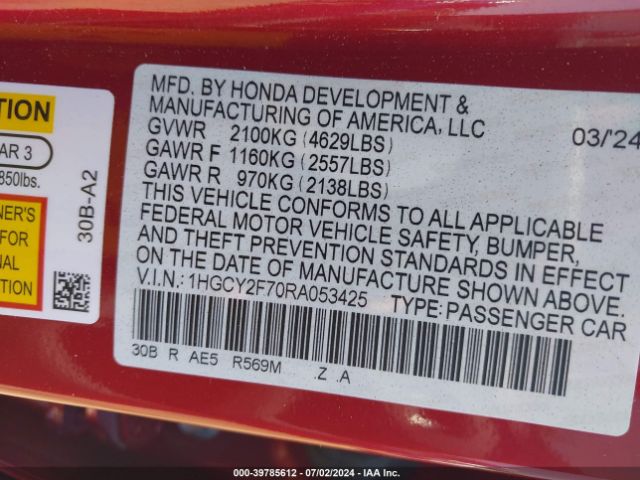 TION
AR 3
850lbs.
30B-A2
NER'S
FOR
NAL
TION
MFD. BY HONDA DEVELOPMENT &
MANUFACTURING OF AMERICA, LLC
03/'24
GVWR 2100KG (4629LBS)
GAWR F 1160KG (2557LBS)
GAWR R 970KG (2138LBS)
THIS VEHICLE CONFORMS TO ALL APPLICABLE
FEDERAL MOTOR VEHICLE SAFETY, BUMPER,
AND THEFT PREVENTION STANDARDS IN EFFECT
ON THE DATE OF MANUFACTURE SHOWN ABOVE.
V.I.N.: 1HGCY2F70RA053425 TYPE: PASSENGER CAR
30B R AE5 R569M .Z .A
000-39785612 - 07/02/2024 - IAA Inc.